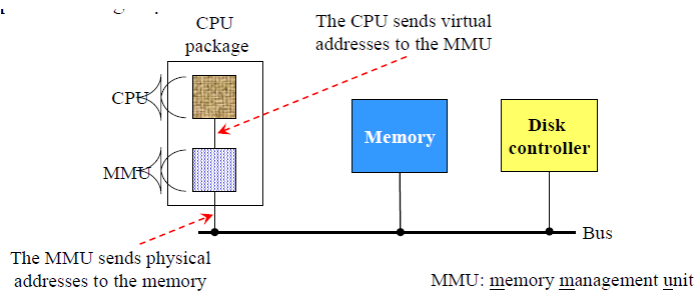 CPU
package
The CPU sends virtual
addresses to the MMU
CPU
Memory
Disk
controller
MMU
Bus
The MMU sends physical
addresses to the memory
MMU: memory management unit